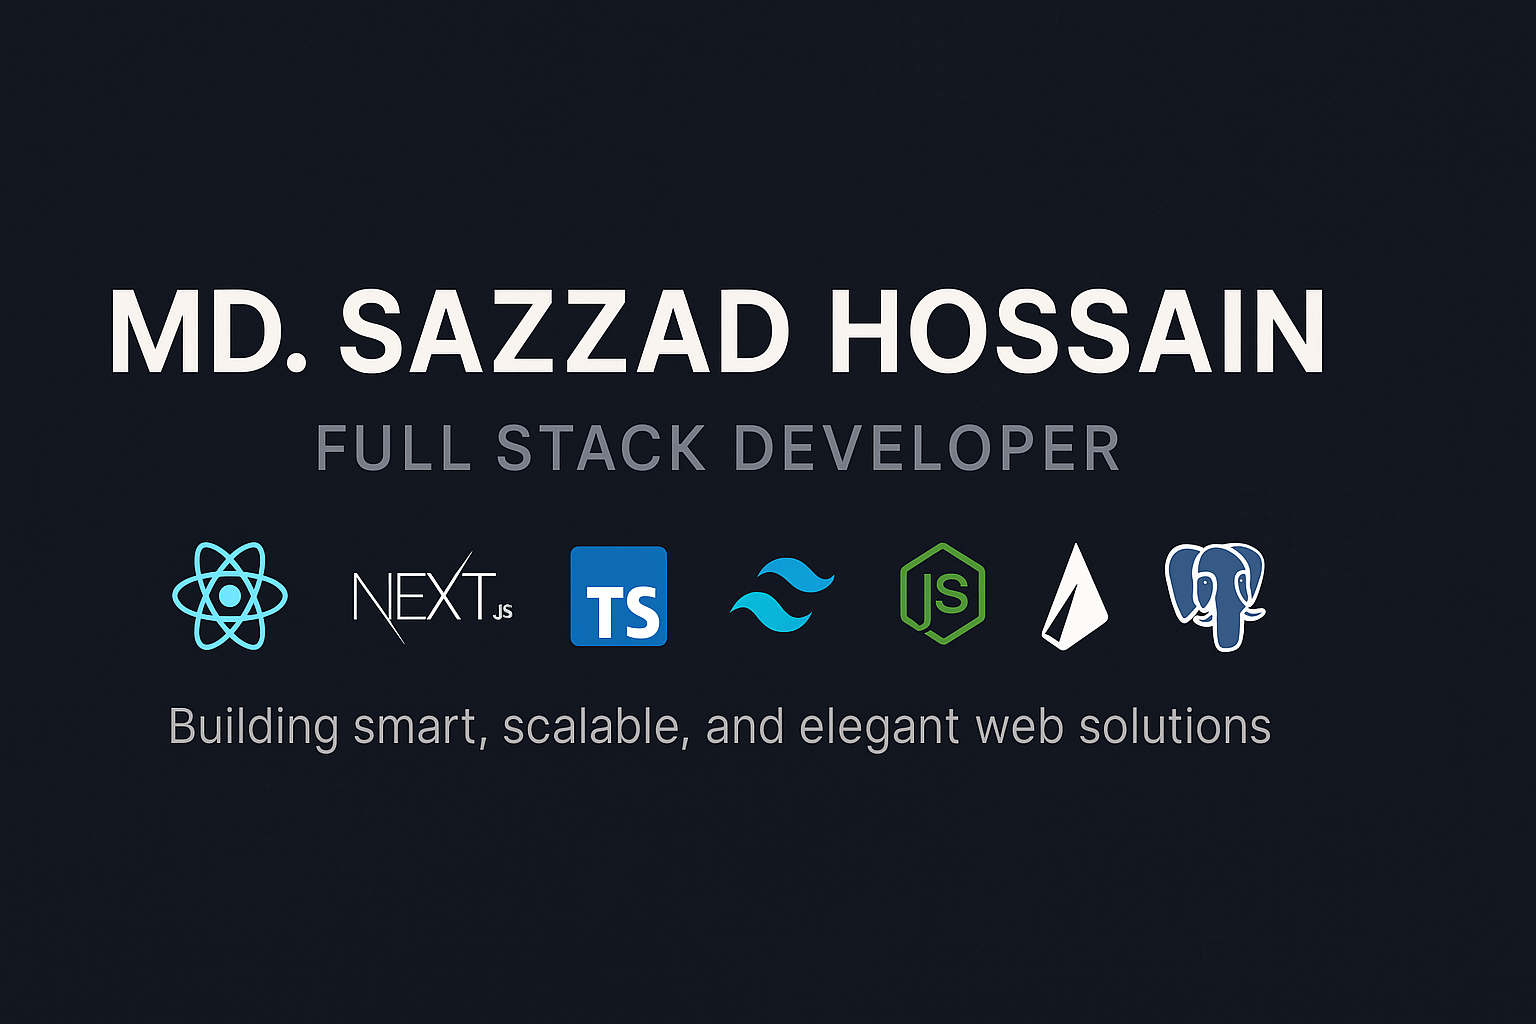 MD. SAZZAD HOSSAIN
FULL STACK DEVELOPER
NEXT.JS TS JS
Building smart, scalable, and elegant web solutions